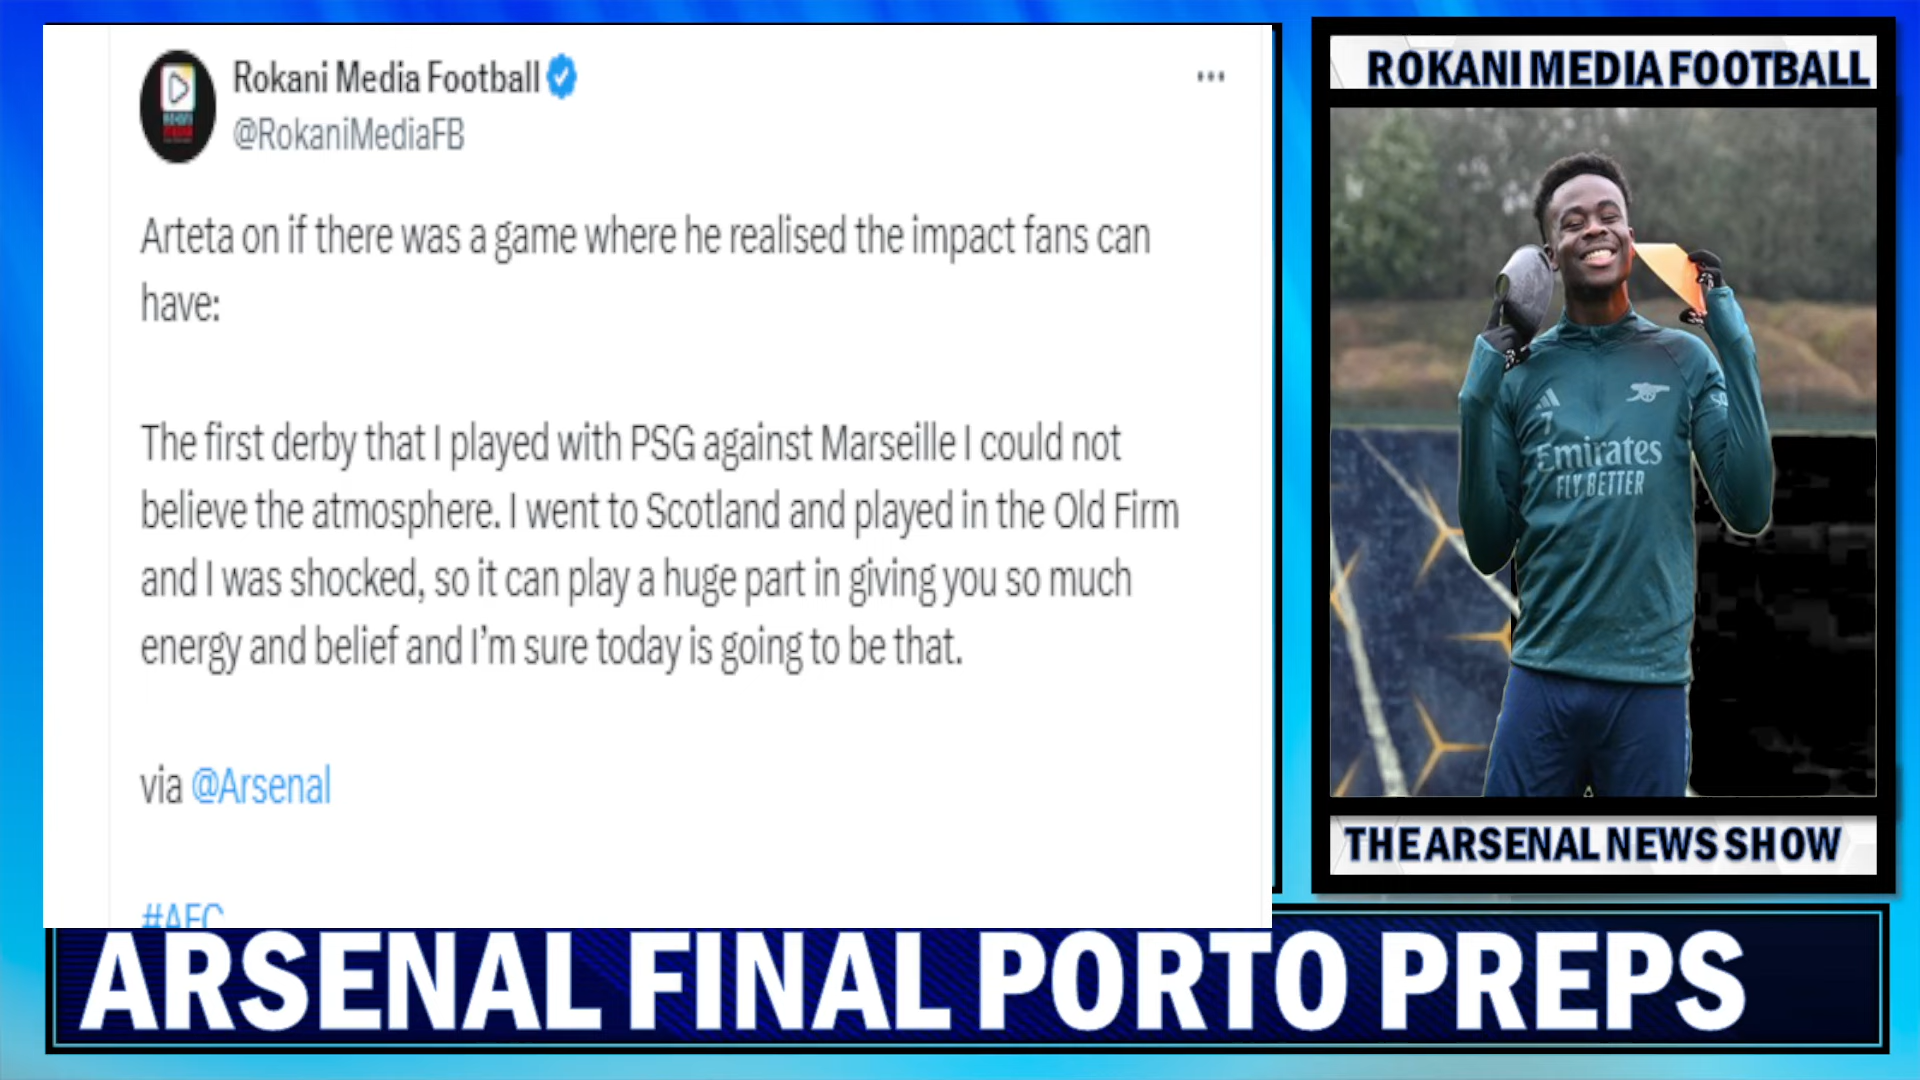 Rokani Media Football
@RokaniMediaFB
Arteta on if there was a game where he realised the impact fans can
have:
The first derby that I played with PSG against Marseille I could not
believe the atmosphere. I went to Scotland and played in the Old Firm
and I was shocked, so it can play a huge part in giving you so much
energy and belief and I’m sure today is going to be that.
via @Arsenal
#AFC
ROKANI MEDIA FOOTBALL
7
Emirates
FLY BETTER
THE ARSENAL NEWS SHOW
ARSENAL FINAL PORTO PREPS